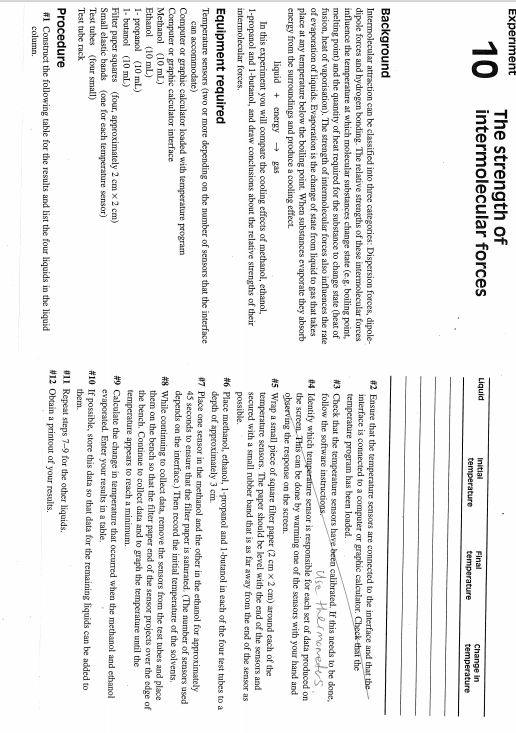 Experiment
10
The strength of
intermolecular forces
Background
Intermolecular attraction can be classified into three categories: Dispersion forces, dipole-
dipole forces and hydrogen bonding. The relative strengths of these intermolecular forces
influence the temperature at which molecular substances change state (e.g. boiling point,
melting point) and the quantity of heat required for the substance to change state (heat of
fusion, heat of vaporisation). The strength of intermolecular forces also influences the rate
of evaporation of liquids. Evaporation is the change of state from liquid to gas that takes
place at any temperature below the boiling point. When substances evaporate they absorb
energy from the surroundings and produce a cooling effect.
liquid + energy → gas
In this experiment you will compare the cooling effects of methanol, ethanol,
1-propanol and 1-butanol, and draw conclusions about the relative strengths of their
intermolecular forces.
Equipment required
Temperature sensors (two or more depending on the number of sensors that the interface
can accommodate)
Computer or graphic calculator loaded with temperature program
Computer or graphic calculator interface
Methanol (10 mL)
Ethanol (10 mL)
1- propanol (10 mL)
1- butanol (10 mL)
Filter paper squares (four, approximately 2 cm × 2 cm)
Small elastic bands (one for each temperature sensor)
Test tubes (four small)
Test tube rack
Procedure
#1 Construct the following table for the results and list the four liquids in the liquid
column.
Liquid Initial temperature Final temperature Change in temperature
#2 Ensure that the temperature sensors are connected to the interface and that the
interface is connected to a computer or graphic calculator. Check that the
temperature program has been loaded.
#3 Check that the temperature sensors have been calibrated. If this needs to be done,
follow the software instructions.
Use thermometers.
#4 Identify which temperature sensor is responsible for each set of data produced on
the screen. This can be done by warming one of the sensors with your hand and
observing the response on the screen.
#5 Wrap a small piece of square filter paper (2 cm × 2 cm) around each of the
temperature sensors. The paper should be level with the end of the sensors and
secured with a small rubber band that is as far away from the end of the sensor as
possible.
#6 Place methanol, ethanol, 1-propanol and 1-butanol in each of the four test tubes to a
depth of approximately 3 cm.
#7 Place one sensor in the methanol and the other in the ethanol for approximately
45 seconds to ensure that the filter paper is saturated. (The number of sensors used
depends on the interface.) Then record the initial temperature of the solvents.
#8 While continuing to collect data, remove the sensors from the test tubes and place
them on the bench so that the filter paper end of the sensor projects over the edge of
the bench. Continue to collect data and to graph the temperature until the
temperature appears to reach a minimum.
#9 Calculate the change in temperature that occurred when the methanol and ethanol
evaporated. Enter your results in a table.
#10 If possible, store this data so that data for the remaining liquids can be added to
them.
#11 Repeat steps 7–9 for the other liquids.
#12 Obtain a printout of your results.